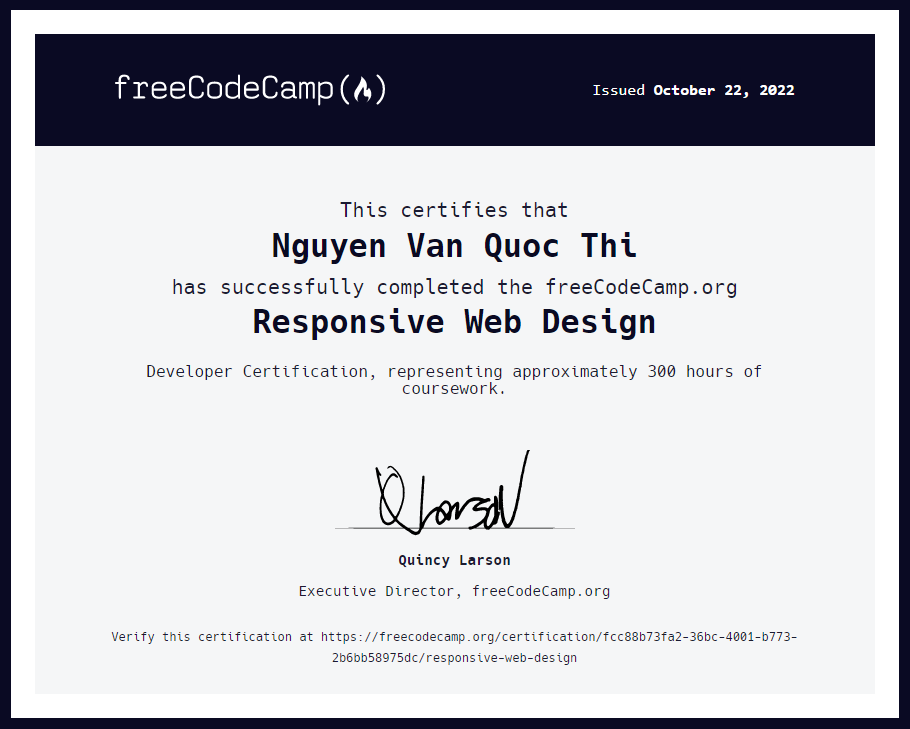 freeCodeCamp(🔥)
Issued October 22, 2022
This certifies that
Nguyen Van Quoc Thi
has successfully completed the freeCodeCamp.org
Responsive Web Design
Developer Certification, representing approximately 300 hours of
coursework.
Q Larson
Quincy Larson
Executive Director, freeCodeCamp.org
Verify this certification at https://freecodecamp.org/certification/fcc88b73fa2-36bc-4001-b773-
2b6bb58975dc/responsive-web-design